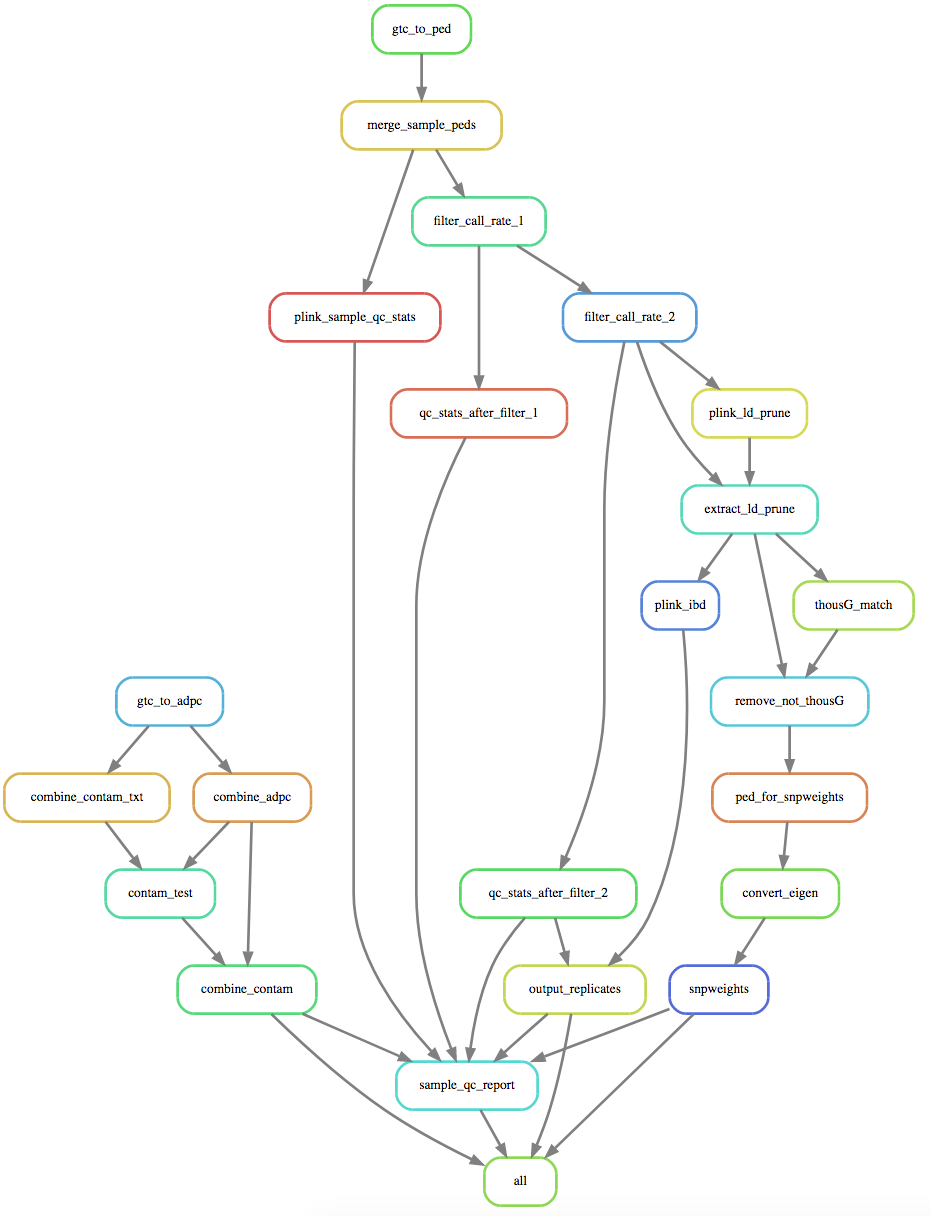 gtc_to_ped
merge_sample_peds
filter_call_rate_1
plink_sample_qc_stats
filter_call_rate_2
qc_stats_after_filter_1
plink_ld_prune
extract_ld_prune
plink_ibd
thousG_match
gtc_to_adpc
remove_not_thousG
combine_contam_txt
combine_adpc
ped_for_snpweights
contam_test
qc_stats_after_filter_2
convert_eigen
combine_contam
output_replicates
snpweights
sample_qc_report
all